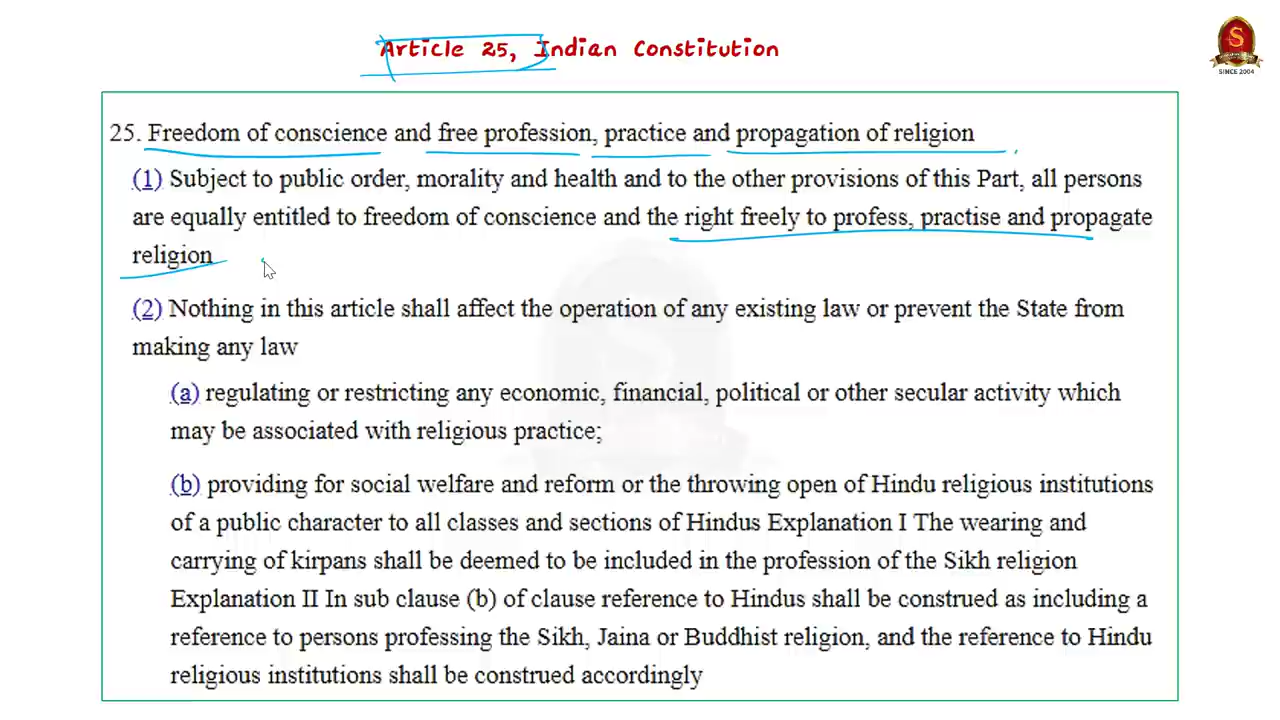 Article 25, Indian Constitution
S
SINCE 2004
25. Freedom of conscience and free profession, practice and propagation of religion
(1) Subject to public order, morality and health and to the other provisions of this Part, all persons
are equally entitled to freedom of conscience and the right freely to profess, practise and propagate
religion
(2) Nothing in this article shall affect the operation of any existing law or prevent the State from
making any law
(a) regulating or restricting any economic, financial, political or other secular activity which
may be associated with religious practice;
(b) providing for social welfare and reform or the throwing open of Hindu religious institutions
of a public character to all classes and sections of Hindus Explanation I The wearing and
carrying of kirpans shall be deemed to be included in the profession of the Sikh religion
Explanation II In sub clause (b) of clause reference to Hindus shall be construed as including a
reference to persons professing the Sikh, Jaina or Buddhist religion, and the reference to Hindu
religious institutions shall be construed accordingly